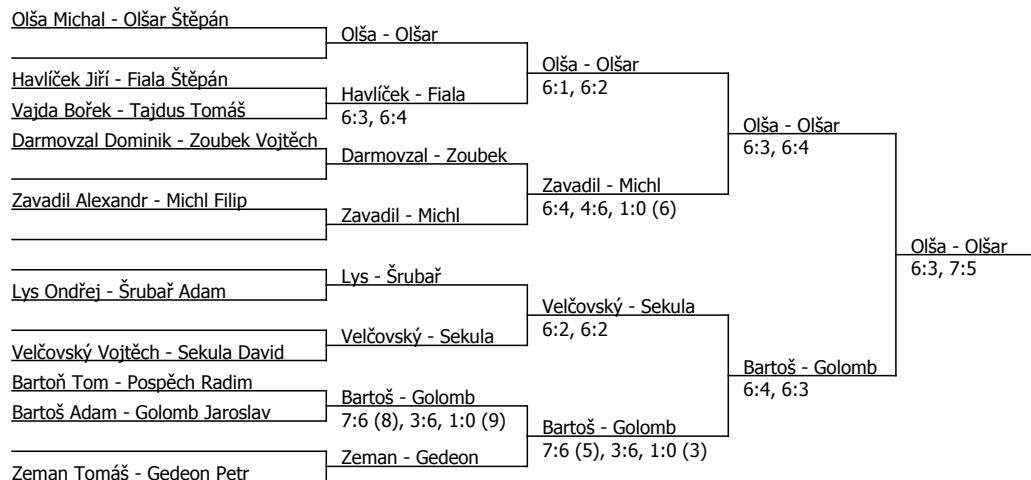 Olša Michal - Olšar Štěpán
Havlíček Jiří - Fiala Štěpán
Vajda Bořek - Tajdus Tomáš
Darmovzal Dominik - Zoubek Vojtěch
Zavadil Alexandr - Michl Filip
Lys Ondřej - Šrubař Adam
Velčovský Vojtěch - Sekula David
Bartoň Tom - Pospěch Radim
Bartoš Adam - Golomb Jaroslav
Zeman Tomáš - Gedeon Petr
Olša - Olšar
Havlíček - Fiala
6:3, 6:4
Darmovzal - Zoubek
Zavadil - Michl
Lys - Šrubař
Velčovský - Sekula
Bartoš - Golomb
7:6 (8), 3:6, 1:0 (9)
Zeman - Gedeon
Olša - Olšar
6:1, 6:2
Zavadil - Michl
6:4, 4:6, 1:0 (6)
Velčovský - Sekula
6:2, 6:2
Bartoš - Golomb
7:6 (5), 3:6, 1:0 (3)
Olša - Olšar
6:3, 6:4
Bartoš - Golomb
6:4, 6:3
Olša - Olšar
6:3, 7:5